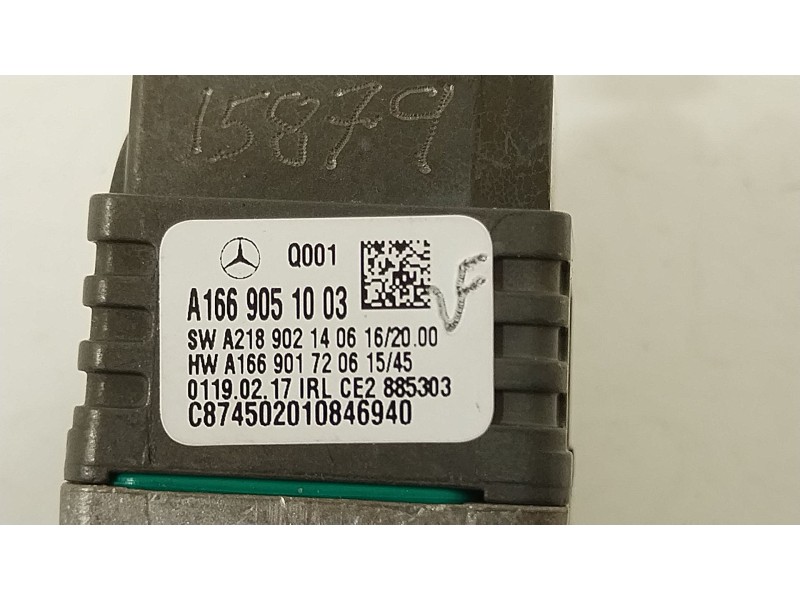 15879
Q001
A166 905 10 03
VF
SW A218 902 14 06 16/20.00
HW A166 901 72 06 15/45
0119.02.17 IRL CE2 885303
C874502010846940